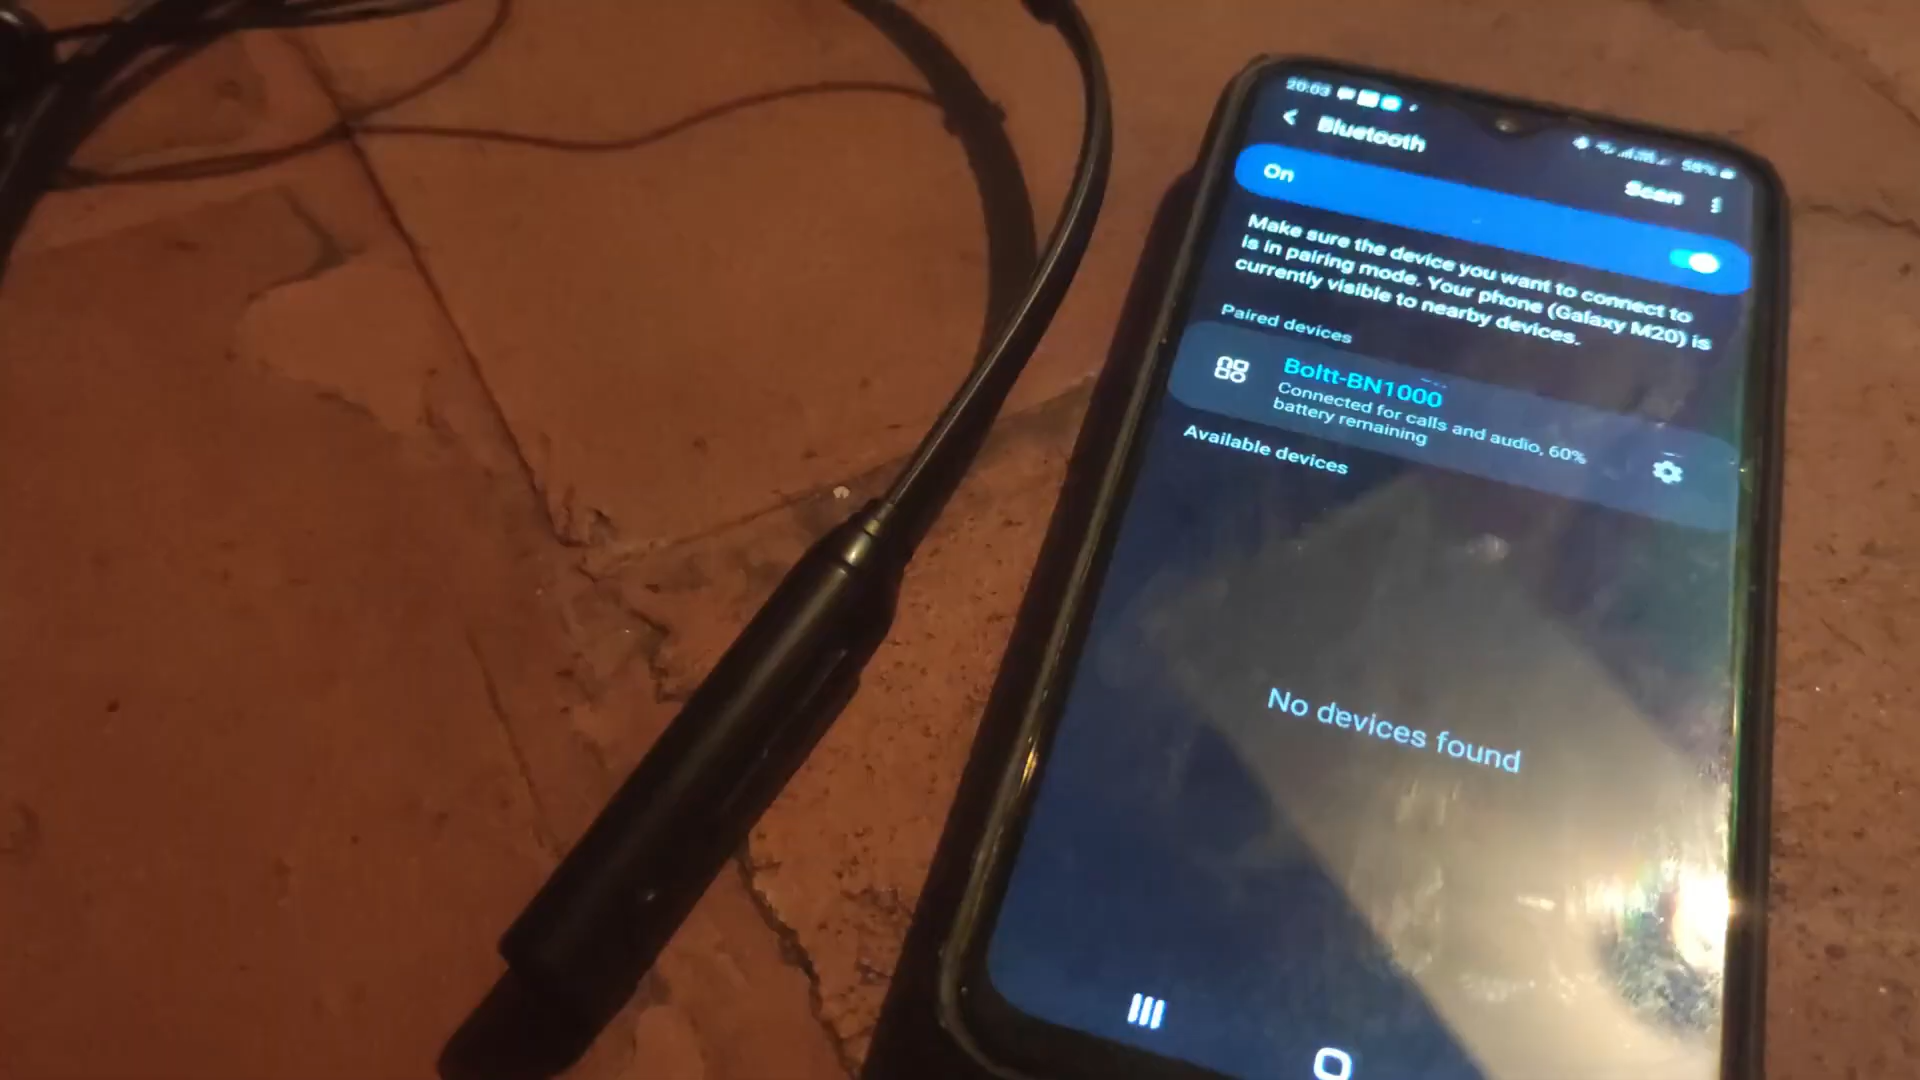 20:03
58%
Bluetooth
Scan
On
Make sure the device you want to connect to
is in pairing mode. Your phone (Galaxy M20) is
currently visible to nearby devices.
Paired devices
Boltt-BN1000
Connected for calls and audio, 60%
battery remaining
Available devices
No devices found